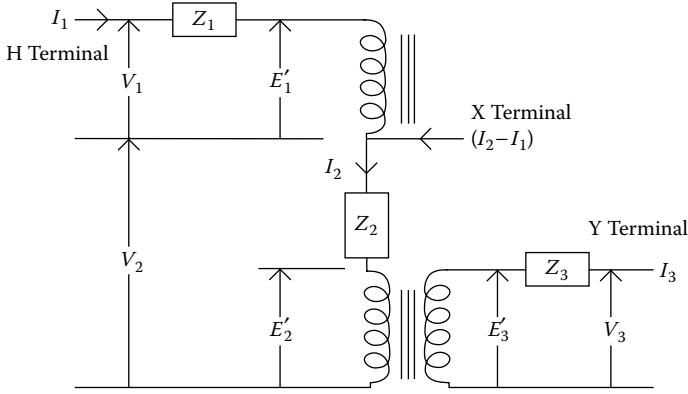 I₁
Z₁
H Terminal
V₁
E′₁
X Terminal
(I₂–I₁)
I₂
Z₂
Y Terminal
V₂
Z₃
I₃
E′₂
E′₃
V₃